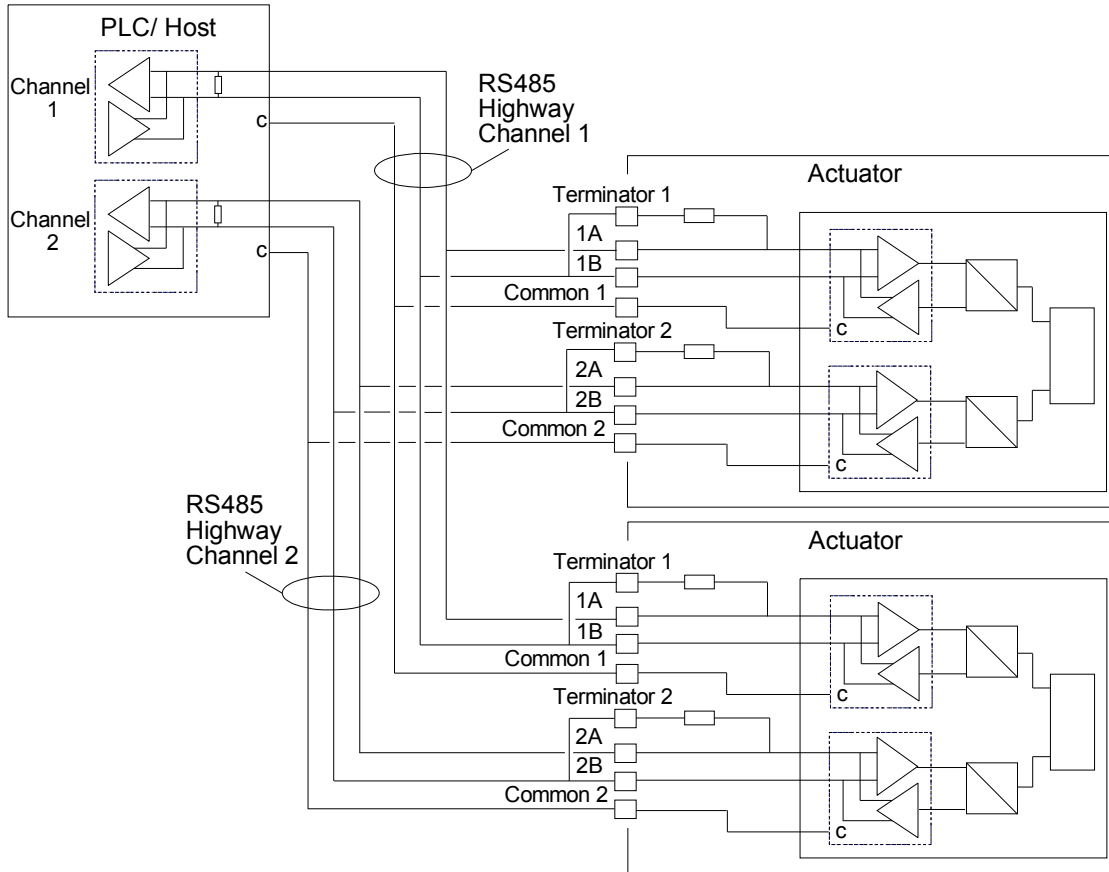 PLC/ Host
Channel
1
C
Channel
2
C
RS485
Highway
Channel 1
Actuator
Terminator 1
1A
1B
Common 1
C
Terminator 2
2A
2B
Common 2
C
RS485
Highway
Channel 2
Actuator
Terminator 1
1A
1B
Common 1
C
Terminator 2
2A
2B
Common 2
C